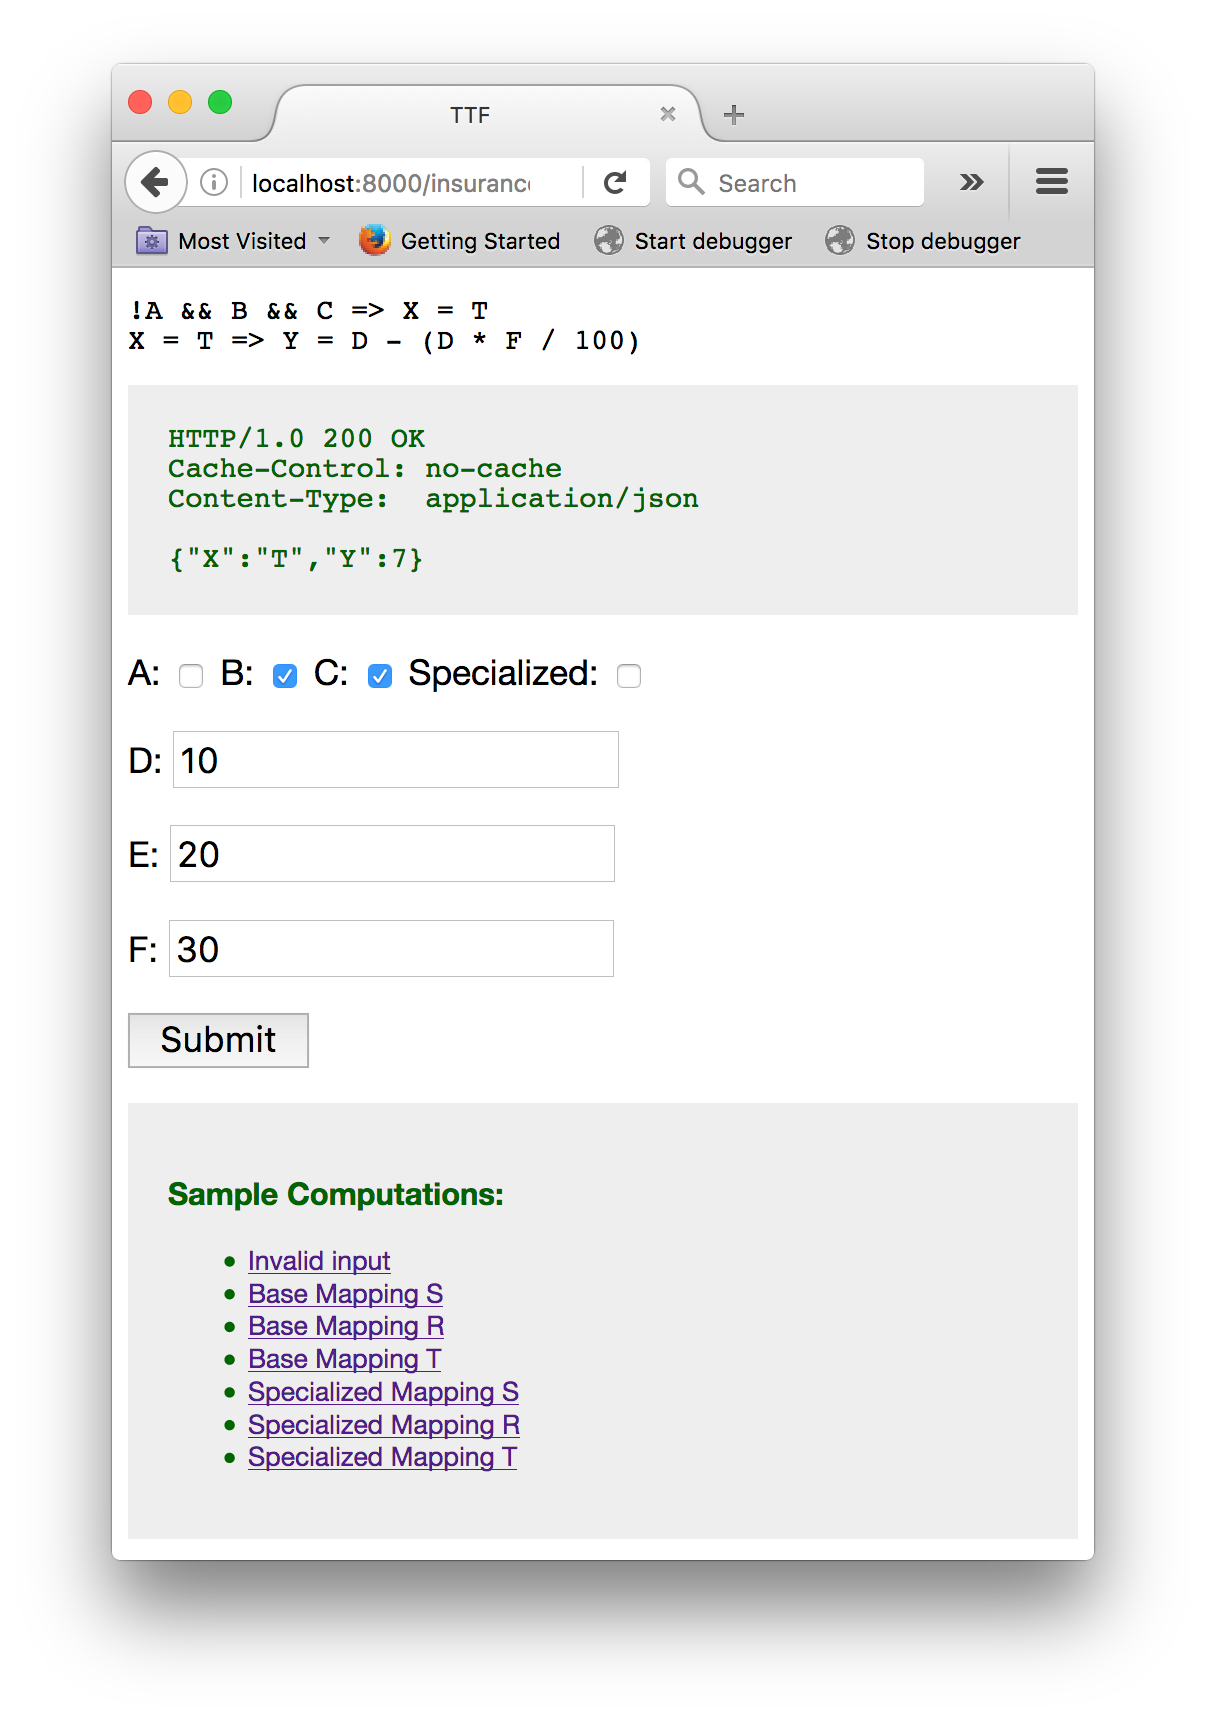 TTF
localhost:8000/insurance
Search
Most Visited Getting Started Start debugger Stop debugger
!A && B && C => X = T
X = T => Y = D - (D * F / 100)
HTTP/1.0 200 OK
Cache-Control: no-cache
Content-Type:  application/json
{"X":"T","Y":7}
A: B: C: Specialized:
D: 10
E: 20
F: 30
Submit
Sample Computations:
Invalid input
Base Mapping S
Base Mapping R
Base Mapping T
Specialized Mapping S
Specialized Mapping R
Specialized Mapping T